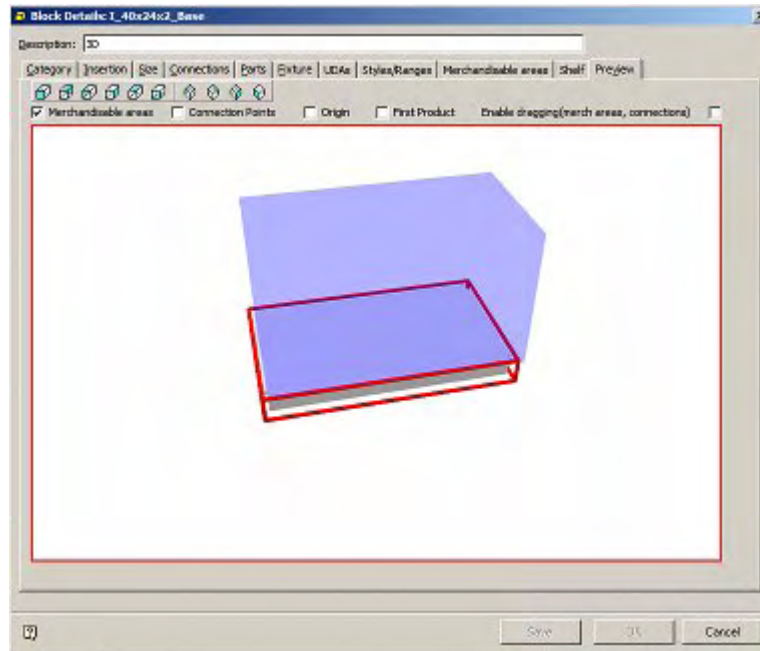 Block Details: I_40x24x2_Base
Description: 3D
Category Insertion Size Connections Parts Fixture UDAs Styles/Ranges Merchandisable areas Shelf Preview
Merchandisable areas Connection Points Origin First Product Enable dragging(merch areas, connections)
Save OK Cancel